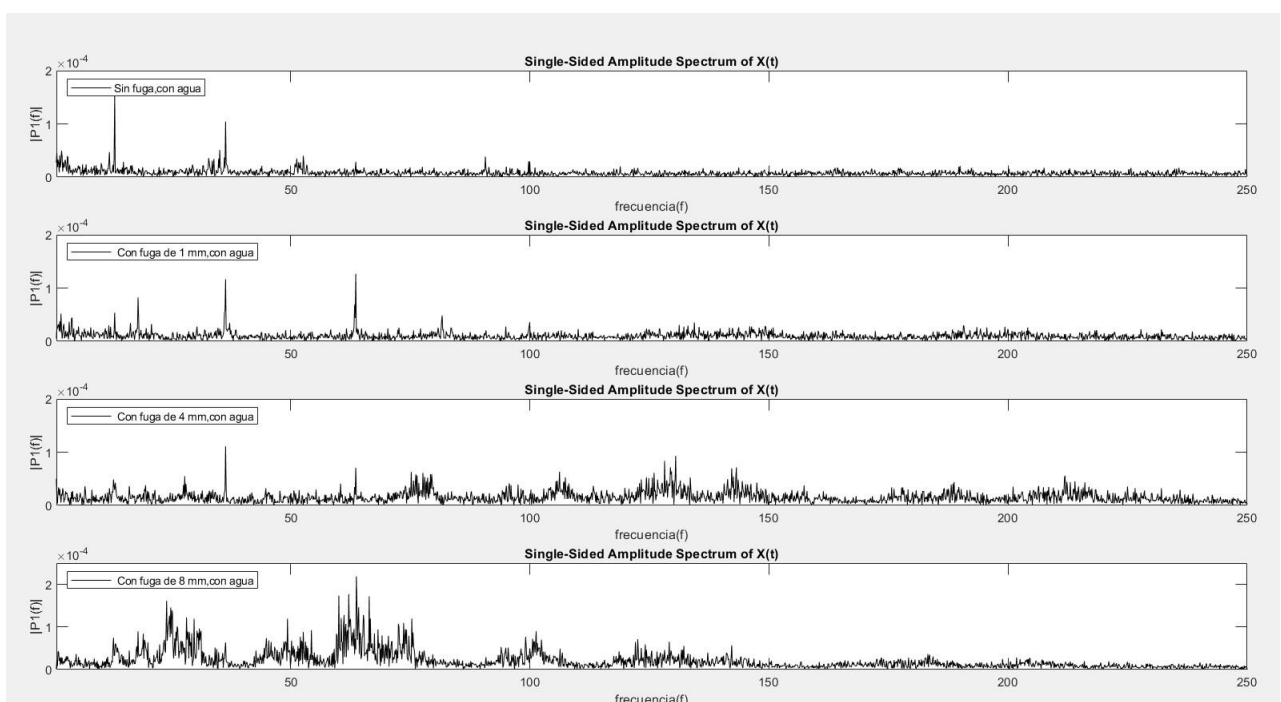 Single-Sided Amplitude Spectrum of X(t)
×10-4
2
1
0
|P1(f)|
Sin fuga,con agua
50 100 150 200 250
frecuencia(f)
Single-Sided Amplitude Spectrum of X(t)
×10-4
2
1
0
|P1(f)|
Con fuga de 1 mm,con agua
50 100 150 200 250
frecuencia(f)
Single-Sided Amplitude Spectrum of X(t)
×10-4
2
1
0
|P1(f)|
Con fuga de 4 mm,con agua
50 100 150 200 250
frecuencia(f)
Single-Sided Amplitude Spectrum of X(t)
×10-4
2
1
0
|P1(f)|
Con fuga de 8 mm,con agua
50 100 150 200 250
frecuencia(f)